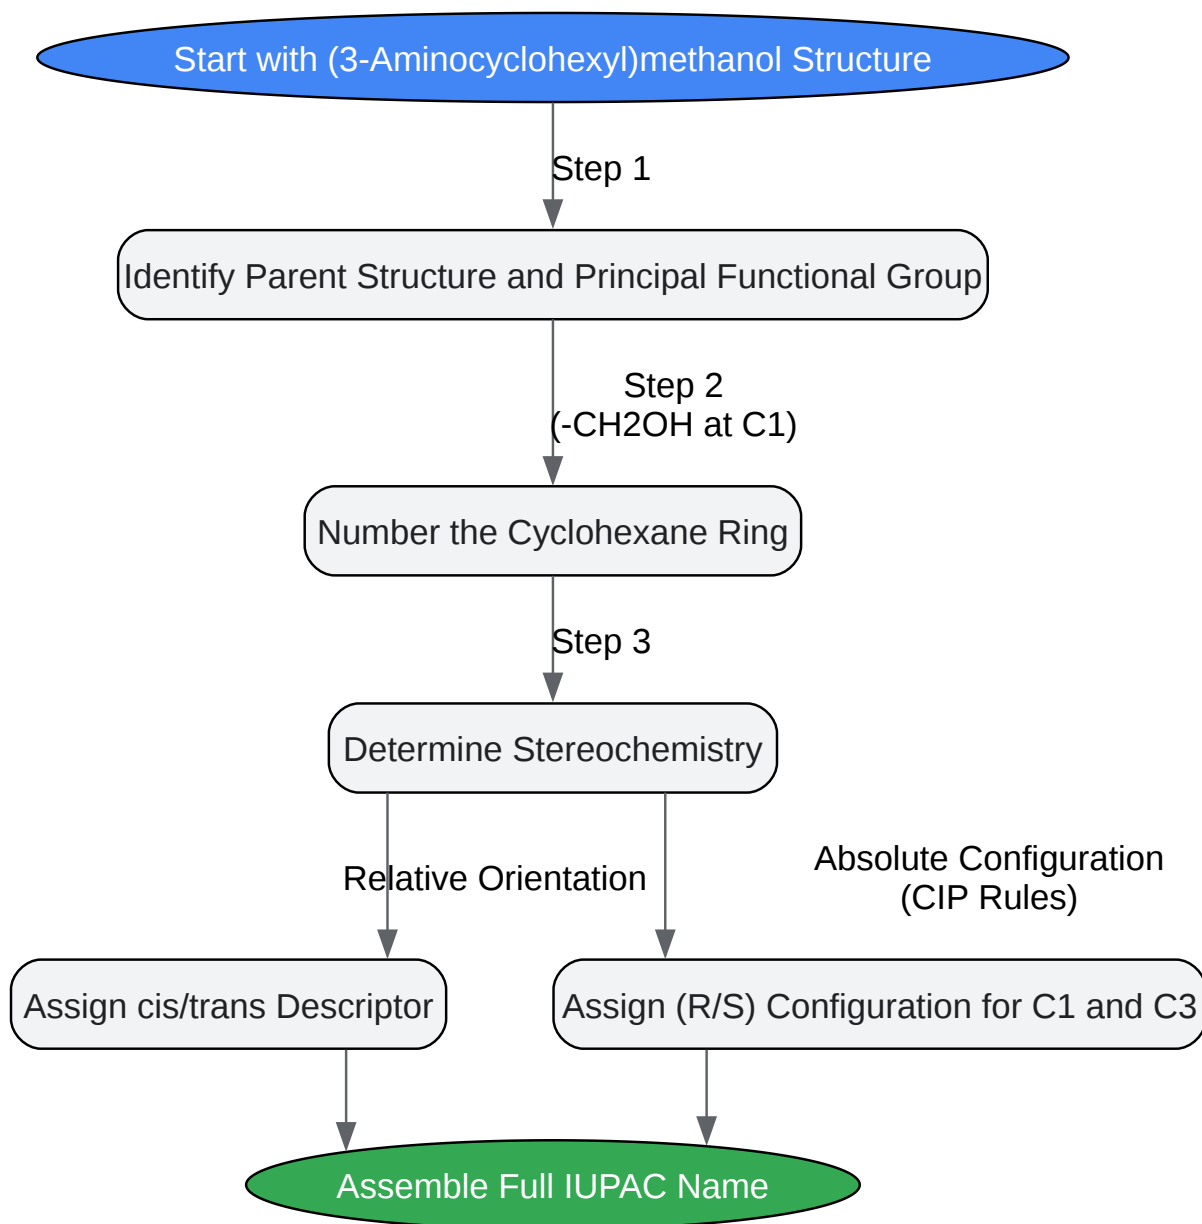 Start with (3-Aminocyclohexyl)methanol Structure
Step 1
Identify Parent Structure and Principal Functional Group
Step 2
(-CH2OH at C1)
Number the Cyclohexane Ring
Step 3
Determine Stereochemistry
Relative Orientation
Absolute Configuration
(CIP Rules)
Assign cis/trans Descriptor
Assign (R/S) Configuration for C1 and C3
Assemble Full IUPAC Name